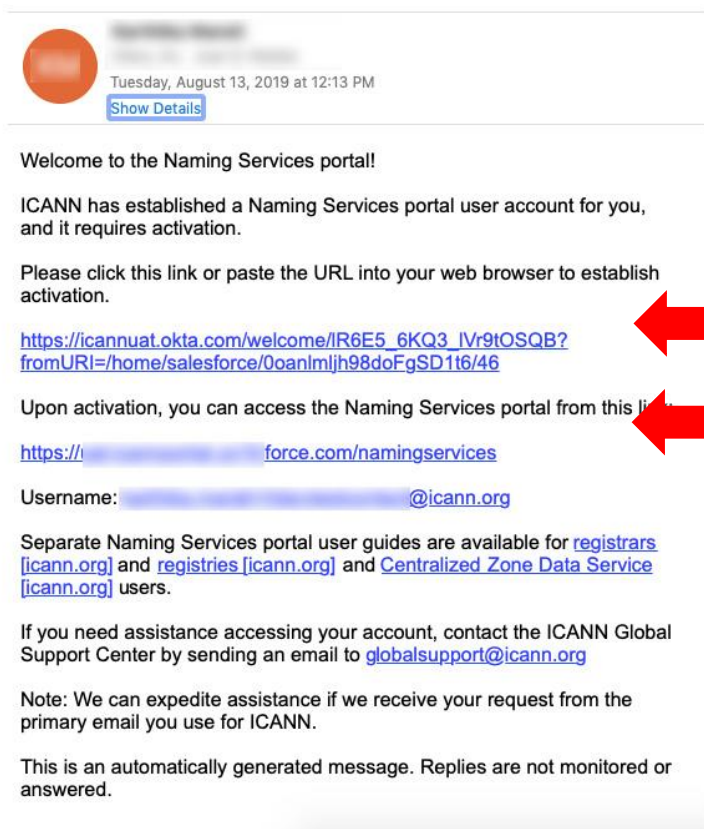 Tuesday, August 13, 2019 at 12:13 PM
Show Details
Welcome to the Naming Services portal!
ICANN has established a Naming Services portal user account for you,
and it requires activation.
Please click this link or paste the URL into your web browser to establish
activation.
https://icannuat.okta.com/welcome/lR6E5_6KQ3_lVr9tOSQB?
fromURI=/home/salesforce/0oanlmljh98doFgSD1t6/46
Upon activation, you can access the Naming Services portal from this
https:// force.com/namingservices
Username: @icann.org
Separate Naming Services portal user guides are available for registrars
[icann.org] and registries [icann.org] and Centralized Zone Data Service
[icann.org] users.
If you need assistance accessing your account, contact the ICANN Global
Support Center by sending an email to globalsupport@icann.org
Note: We can expedite assistance if we receive your request from the
primary email you use for ICANN.
This is an automatically generated message. Replies are not monitored or
answered.